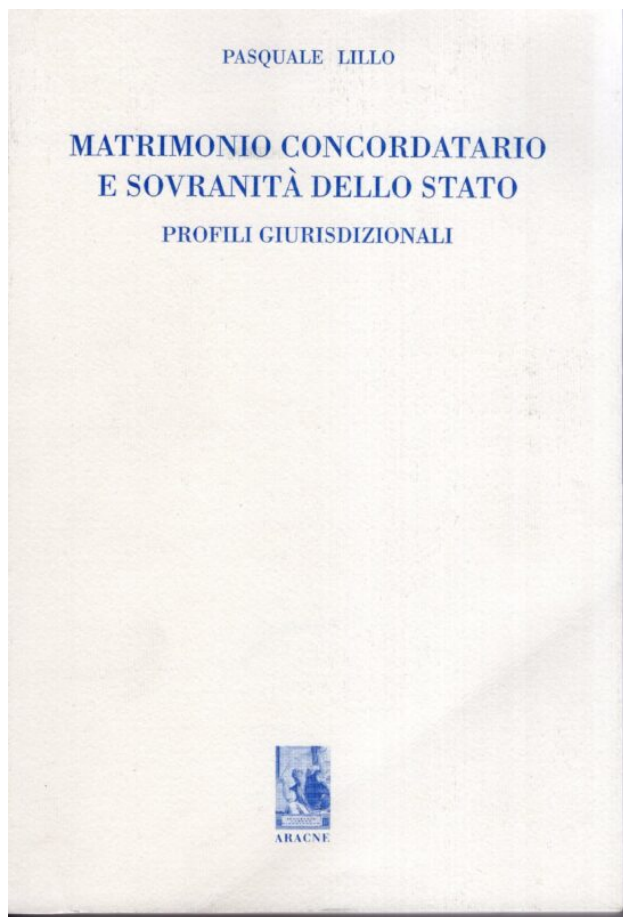 PASQUALE LILLO
MATRIMONIO CONCORDATARIO
E SOVRANITÀ DELLO STATO
PROFILI GIURISDIZIONALI
ARACNE